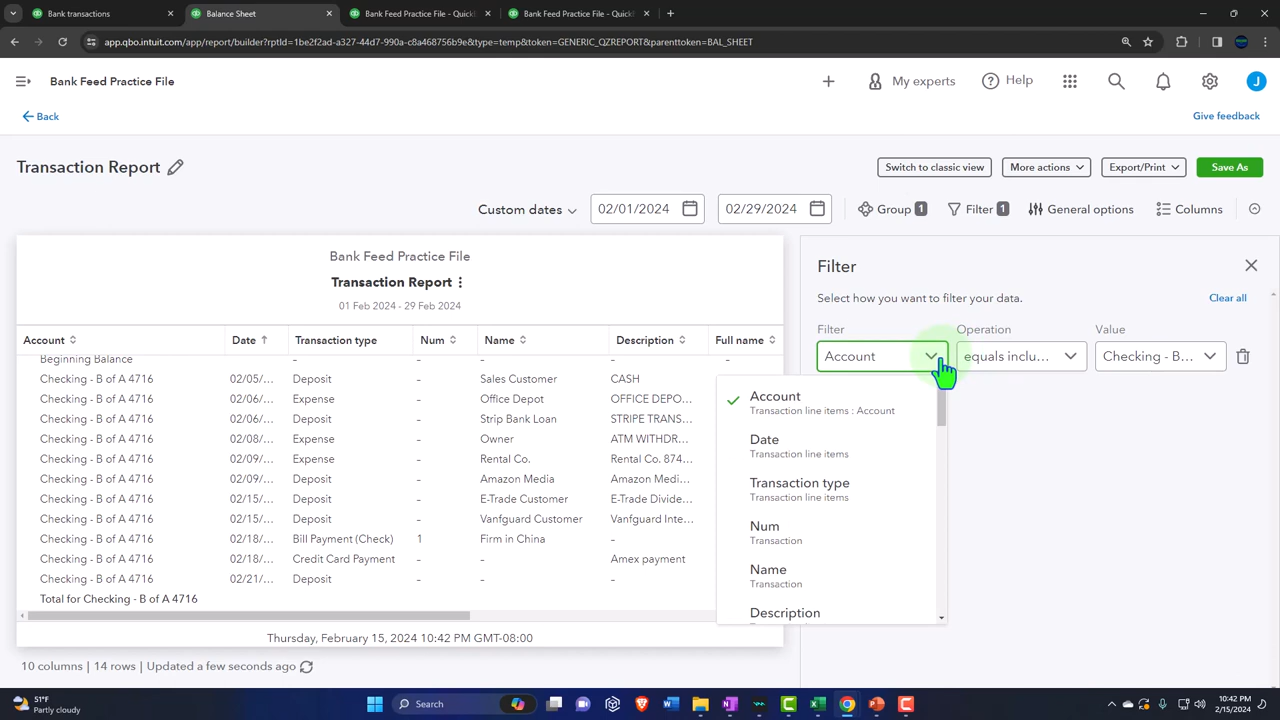 Bank transactions
Balance Sheet
Bank Feed Practice File - Quick
Bank Feed Practice File - Quick
app.qbo.intuit.com/app/report/builder?rptId=1be2f2ad-a327-44d7-990a-c8a468756b9e&type=temp&token=GENERIC_QZREPORT&parenttoken=BAL_SHEET
Bank Feed Practice File
My experts
Help
J
Back
Give feedback
Transaction Report
Switch to classic view
More actions
Export/Print
Save As
Custom dates
02/01/2024
02/29/2024
Group 1
Filter 1
General options
Columns
Bank Feed Practice File
Transaction Report
01 Feb 2024 - 29 Feb 2024
Account Date Transaction type Num Name Description Full name
Beginning Balance - - - - - -
Checking - B of A 4716 02/05/... Deposit - Sales Customer CASH
Checking - B of A 4716 02/06/... Expense - Office Depot OFFICE DEPO...
Checking - B of A 4716 02/06/... Deposit - Strip Bank Loan STRIPE TRANS...
Checking - B of A 4716 02/08/... Expense - Owner ATM WITHDR...
Checking - B of A 4716 02/09/... Expense - Rental Co. Rental Co. 874...
Checking - B of A 4716 02/09/... Deposit - Amazon Media Amazon Medi...
Checking - B of A 4716 02/15/... Deposit - E-Trade Customer E-Trade Divide...
Checking - B of A 4716 02/15/... Deposit - Vanfguard Customer Vanfguard Inte...
Checking - B of A 4716 02/18/... Bill Payment (Check) 1 Firm in China -
Checking - B of A 4716 02/18/... Credit Card Payment - Amex payment
Checking - B of A 4716 02/21/... Deposit - - -
Total for Checking - B of A 4716
Thursday, February 15, 2024 10:42 PM GMT-08:00
10 columns | 14 rows | Updated a few seconds ago
Filter
Select how you want to filter your data.
Clear all
Filter Operation Value
Account equals inclu... Checking - B...
Account
Transaction line items : Account
Date
Transaction line items
Transaction type
Transaction line items
Num
Transaction
Name
Transaction
Description
51°F
Partly cloudy
Search
10:42 PM
2/15/2024